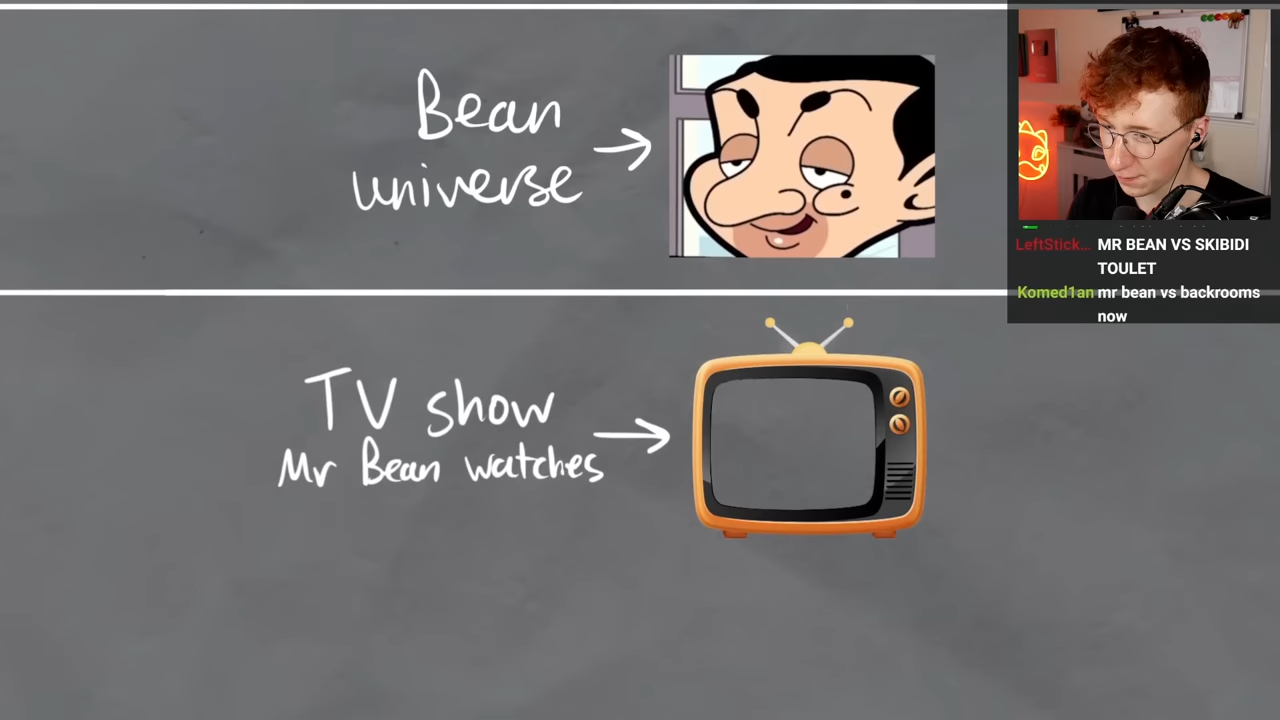 Bean
universe
TV show
Mr Bean watches
LeftStick... MR BEAN VS SKIBIDI
TOULET
Komed1an mr bean vs backrooms
now